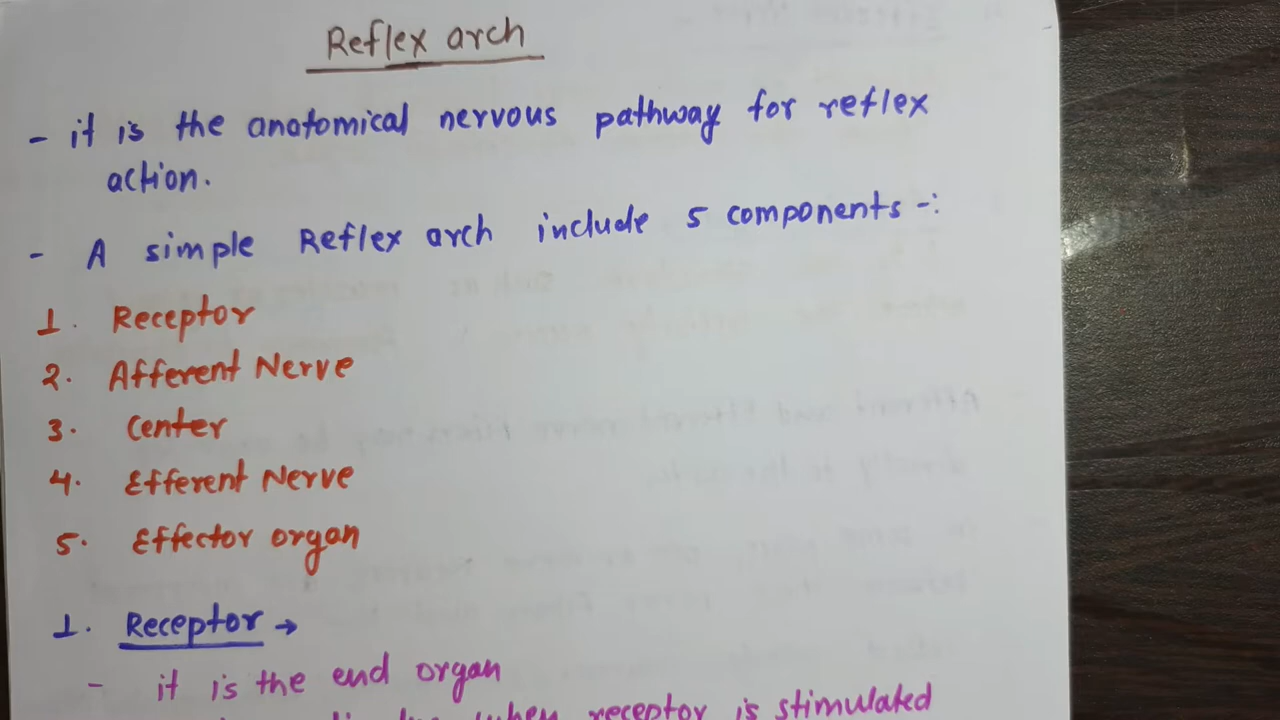 Reflex arch
- it is the anatomical nervous pathway for reflex
action.
- A simple Reflex arch include 5 components -:
1. Receptor
2. Afferent Nerve
3. Center
4. Efferent Nerve
5. Effector organ
1. Receptor →
- it is the end organ
when receptor is stimulated